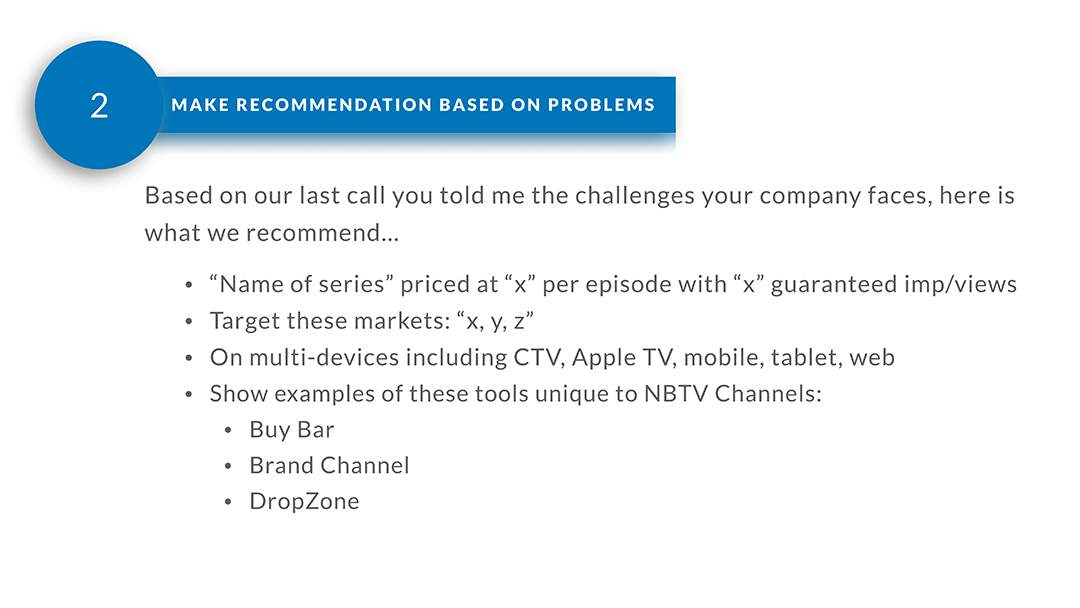 2
MAKE RECOMMENDATION BASED ON PROBLEMS
Based on our last call you told me the challenges your company faces, here is
what we recommend...
• “Name of series” priced at “x” per episode with “x” guaranteed imp/views
• Target these markets: “x, y, z”
• On multi-devices including CTV, Apple TV, mobile, tablet, web
• Show examples of these tools unique to NBTV Channels:
• Buy Bar
• Brand Channel
• DropZone